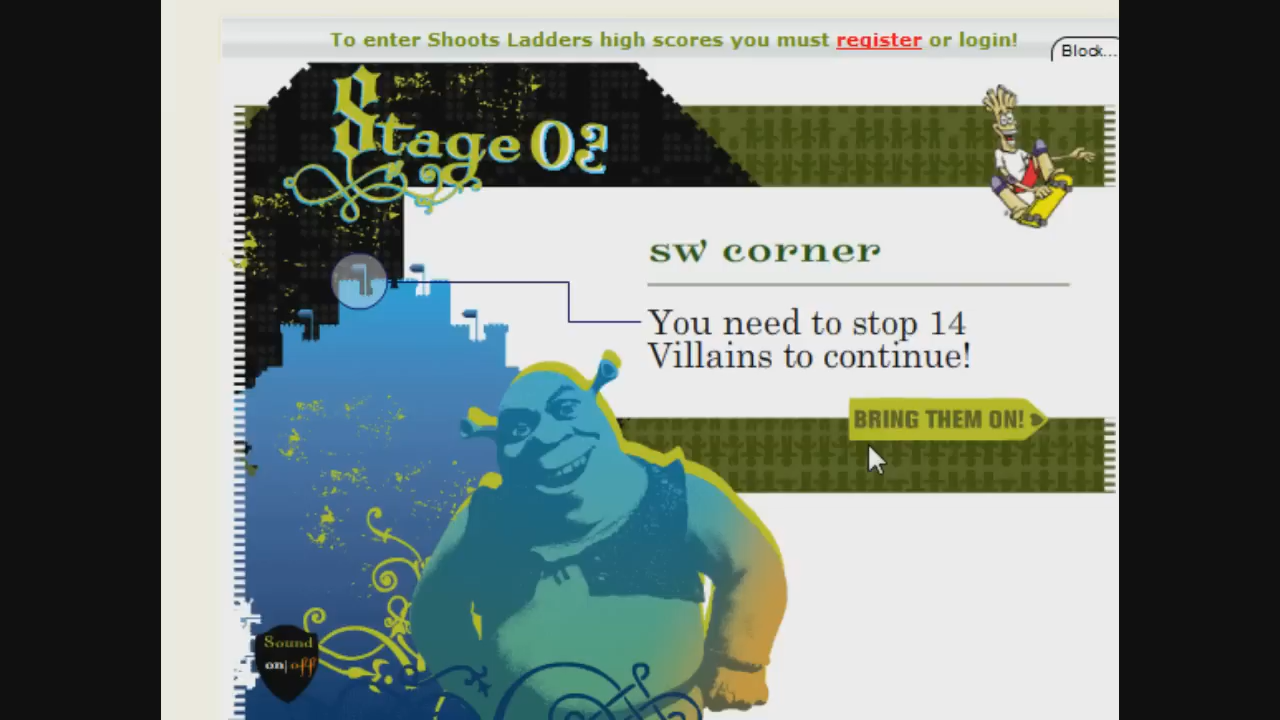 To enter Shoots Ladders high scores you must register or login!
Block...
Stage 03
sw corner
You need to stop 14
Villains to continue!
BRING THEM ON!
Sound
on|off